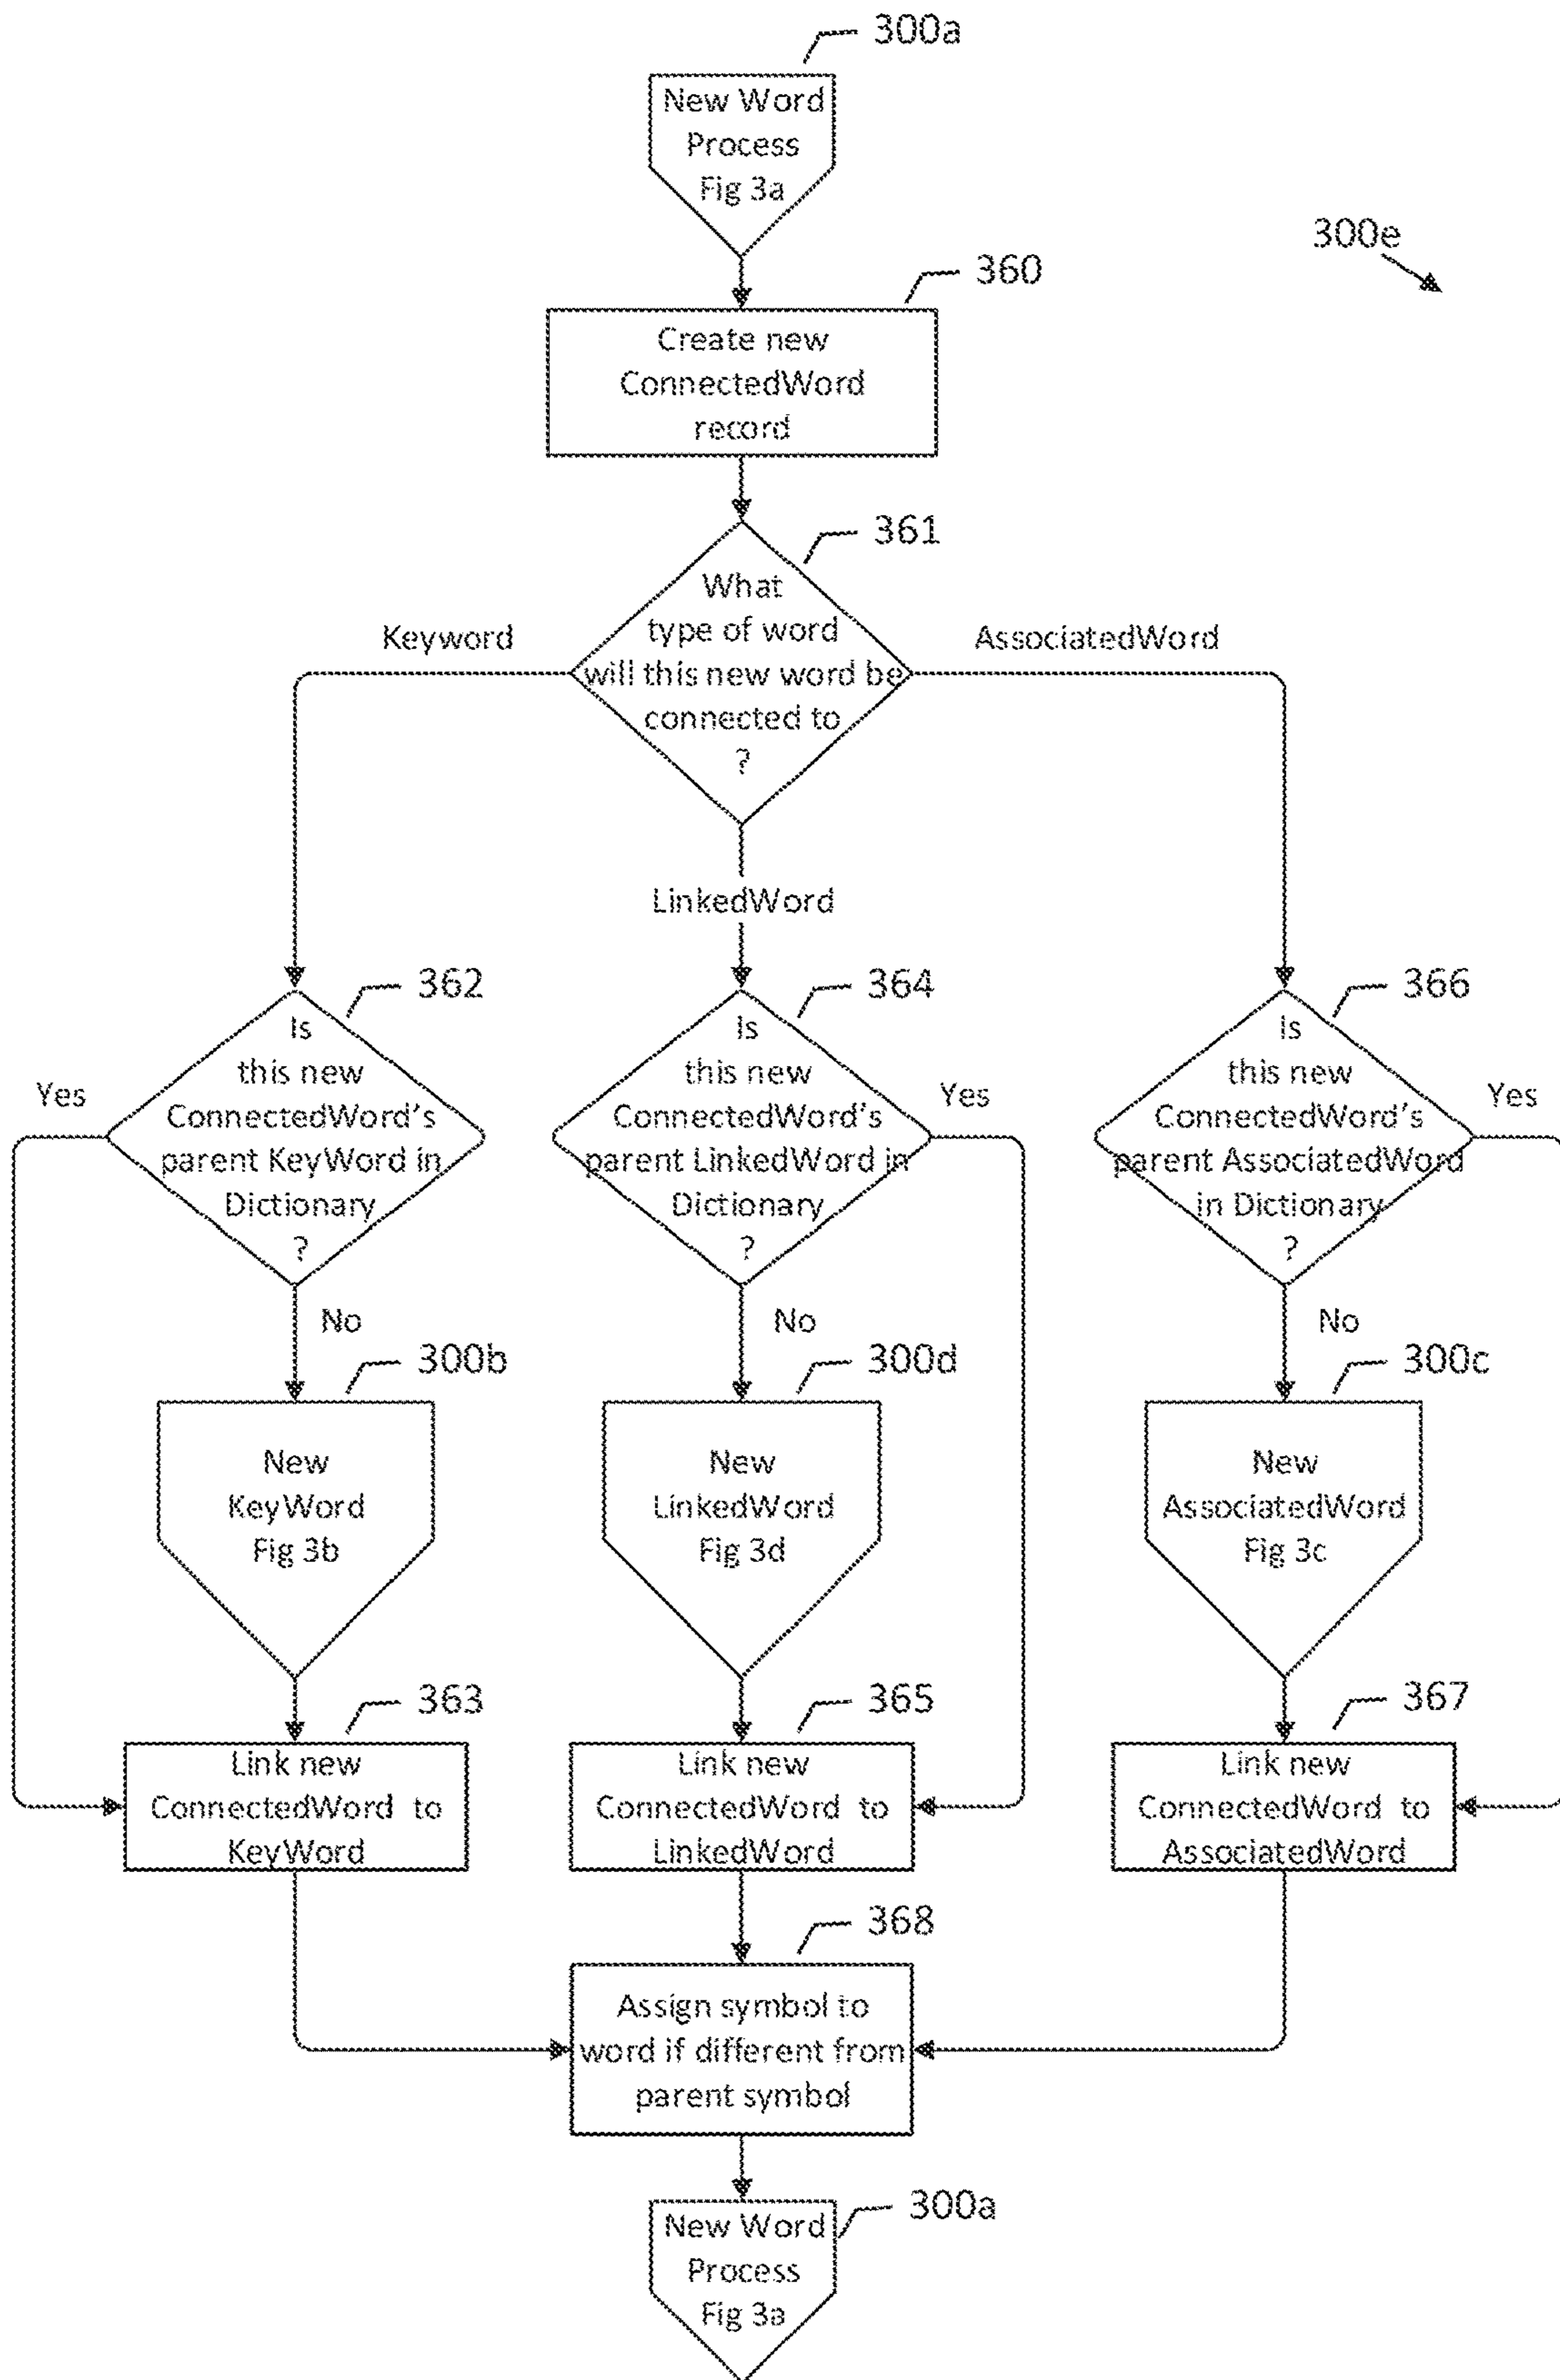 300a
New Word
Process
Fig 3a
300e
360
Create new
ConnectedWord
record
361
What
type of word
will this new word be
connected to
?
Keyword
AssociatedWord
LinkedWord
362
Is
this new
ConnectedWord's
parent KeyWord in
Dictionary
?
Yes
No
364
Is
this new
ConnectedWord's
parent LinkedWord in
Dictionary
?
Yes
No
366
Is
this new
ConnectedWord's
parent AssociatedWord
in Dictionary
?
Yes
No
300b
New
KeyWord
Fig 3b
300d
New
LinkedWord
Fig 3d
300c
New
AssociatedWord
Fig 3c
363
Link new
ConnectedWord to
KeyWord
365
Link new
ConnectedWord to
LinkedWord
367
Link new
ConnectedWord to
AssociatedWord
368
Assign symbol to
word if different from
parent symbol
300a
New Word
Process
Fig 3a